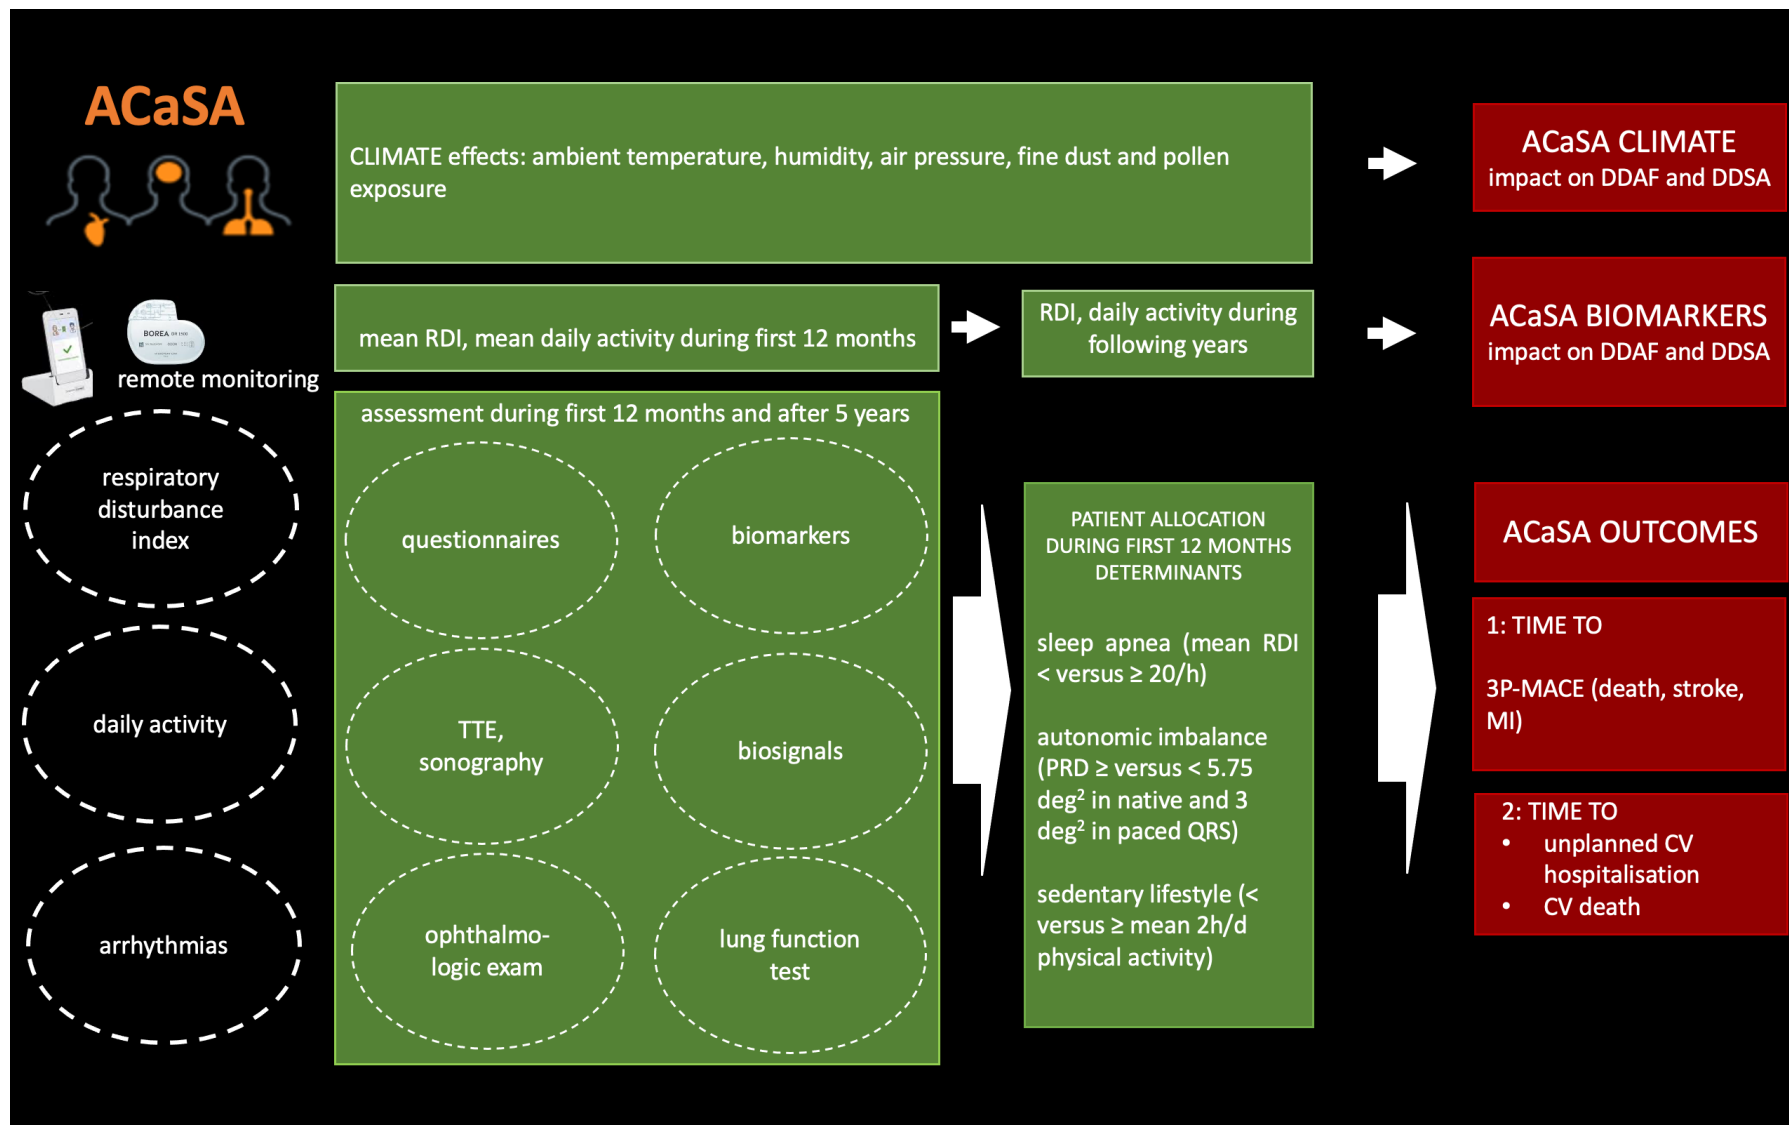 ACaSA
CLIMATE effects: ambient temperature, humidity, air pressure, fine dust and pollen
exposure
ACaSA CLIMATE
impact on DDAF and DDSA
BOREA
remote monitoring
mean RDI, mean daily activity during first 12 months
RDI, daily activity during
following years
ACaSA BIOMARKERS
impact on DDAF and DDSA
respiratory
disturbance
index
daily activity
arrhythmias
assessment during first 12 months and after 5 years
questionnaires
biomarkers
TTE,
sonography
biosignals
ophthalmo-
logic exam
lung function
test
PATIENT ALLOCATION
DURING FIRST 12 MONTHS
DETERMINANTS
sleep apnea (mean RDI
< versus ≥ 20/h)
autonomic imbalance
(PRD ≥ versus < 5.75
deg² in native and 3
deg² in paced QRS)
sedentary lifestyle (<
versus ≥ mean 2h/d
physical activity)
ACaSA OUTCOMES
1: TIME TO
3P-MACE (death, stroke,
MI)
2: TIME TO
• unplanned CV
hospitalisation
• CV death